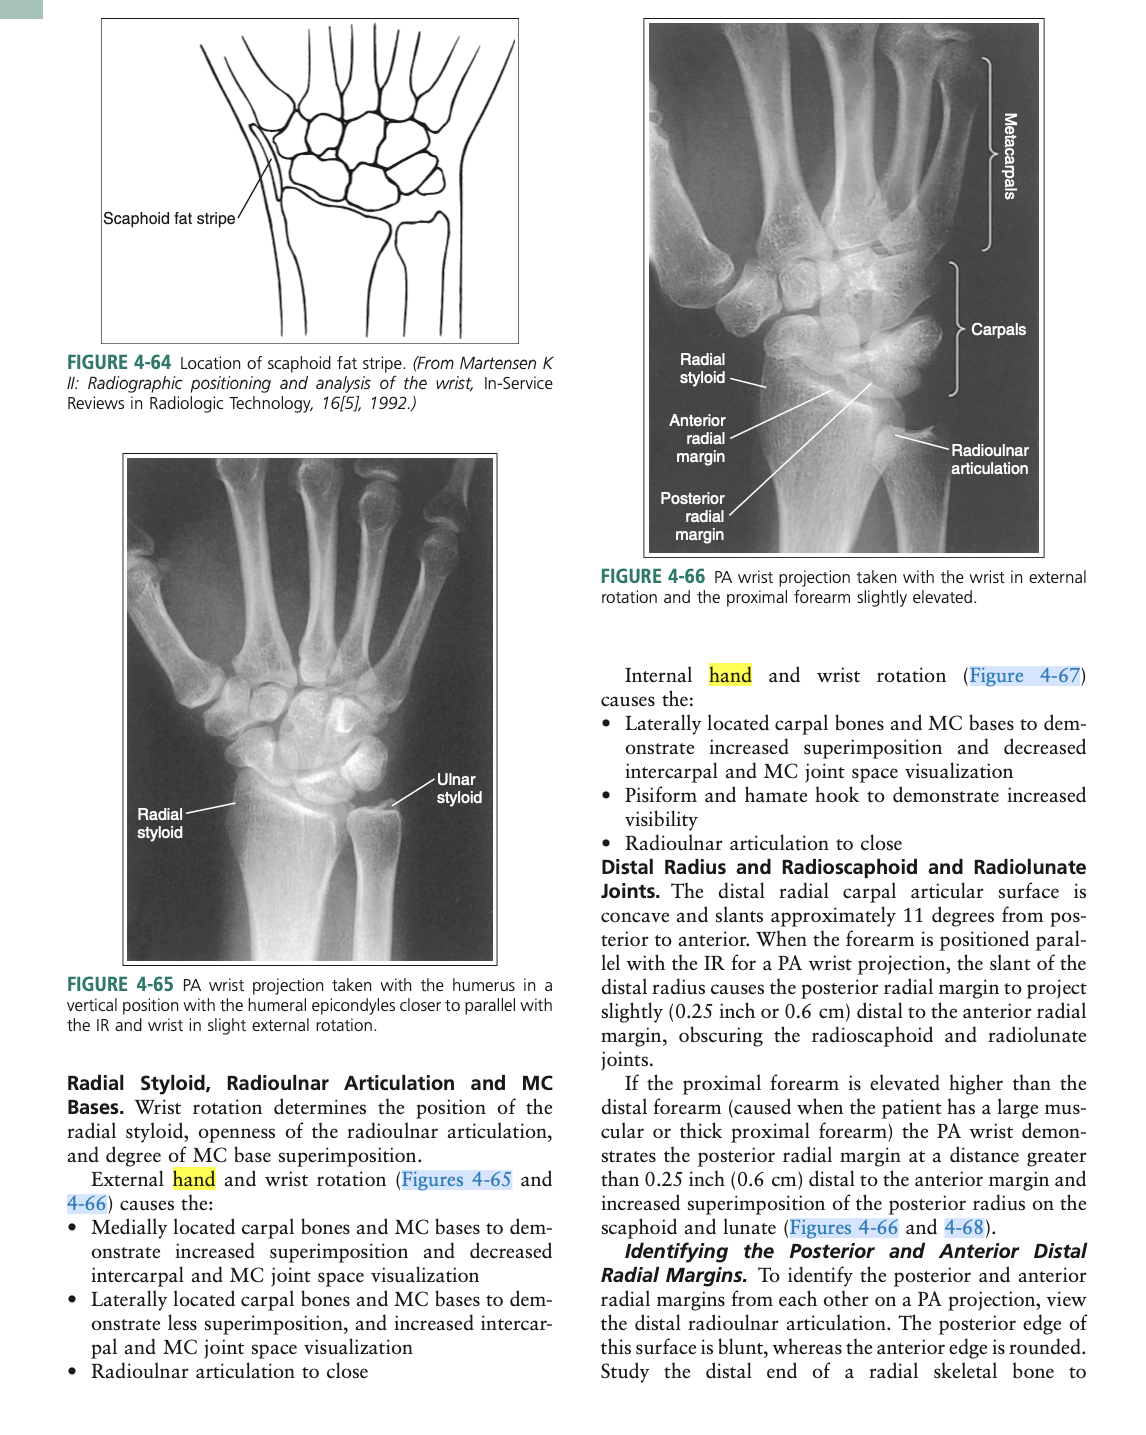 Scaphoid fat stripe
FIGURE 4-64 Location of scaphoid fat stripe. (From Martensen K
II: Radiographic positioning and analysis of the wrist, In-Service
Reviews in Radiologic Technology, 16[5], 1992.)
Radial
styloid
Ulnar
styloid
FIGURE 4-65 PA wrist projection taken with the humerus in a
vertical position with the humeral epicondyles closer to parallel with
the IR and wrist in slight external rotation.
Radial Styloid, Radioulnar Articulation and MC
Bases. Wrist rotation determines the position of the
radial styloid, openness of the radioulnar articulation,
and degree of MC base superimposition.
External hand and wrist rotation (Figures 4-65 and
4-66) causes the:
• Medially located carpal bones and MC bases to dem-
onstrate increased superimposition and decreased
intercarpal and MC joint space visualization
• Laterally located carpal bones and MC bases to dem-
onstrate less superimposition, and increased intercar-
pal and MC joint space visualization
• Radioulnar articulation to close
Metacarpals
Carpals
Radial
styloid
Anterior
radial
margin
Posterior
radial
margin
Radioulnar
articulation
FIGURE 4-66 PA wrist projection taken with the wrist in external
rotation and the proximal forearm slightly elevated.
Internal hand and wrist rotation (Figure 4-67)
causes the:
• Laterally located carpal bones and MC bases to dem-
onstrate increased superimposition and decreased
intercarpal and MC joint space visualization
• Pisiform and hamate hook to demonstrate increased
visibility
• Radioulnar articulation to close
Distal Radius and Radioscaphoid and Radiolunate
Joints. The distal radial carpal articular surface is
concave and slants approximately 11 degrees from pos-
terior to anterior. When the forearm is positioned paral-
lel with the IR for a PA wrist projection, the slant of the
distal radius causes the posterior radial margin to project
slightly (0.25 inch or 0.6 cm) distal to the anterior radial
margin, obscuring the radioscaphoid and radiolunate
joints.
If the proximal forearm is elevated higher than the
distal forearm (caused when the patient has a large mus-
cular or thick proximal forearm) the PA wrist demon-
strates the posterior radial margin at a distance greater
than 0.25 inch (0.6 cm) distal to the anterior margin and
increased superimposition of the posterior radius on the
scaphoid and lunate (Figures 4-66 and 4-68).
Identifying the Posterior and Anterior Distal
Radial Margins. To identify the posterior and anterior
radial margins from each other on a PA projection, view
the distal radioulnar articulation. The posterior edge of
this surface is blunt, whereas the anterior edge is rounded.
Study the distal end of a radial skeletal bone to